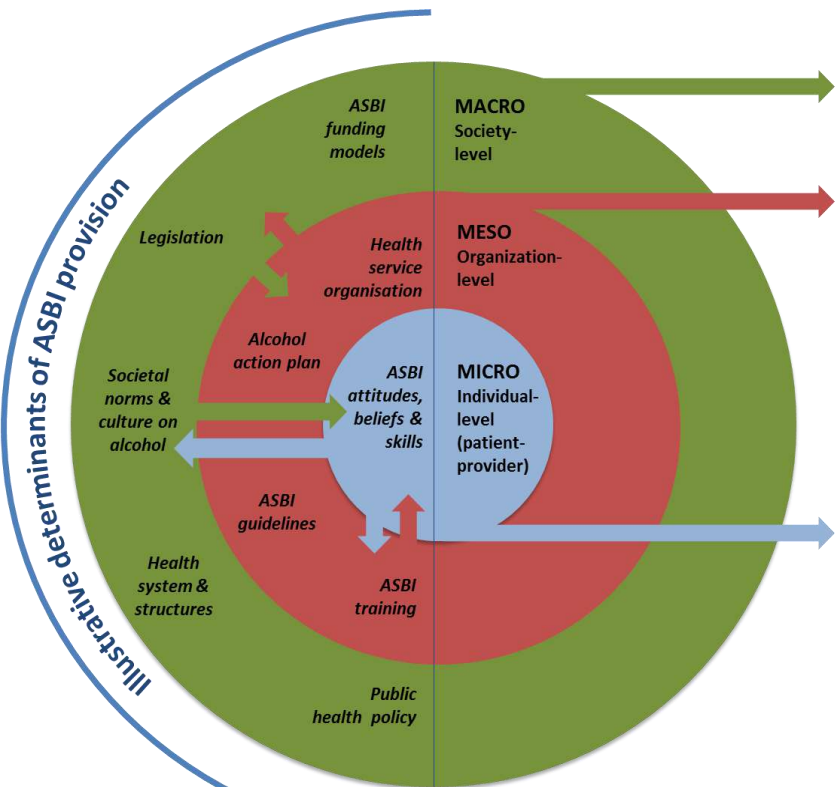 Illustrative determinants of ASBI provision
ASBI
funding
models
MACRO
Society-
level
Legislation
Health
service
organisation
MESO
Organization-
level
Alcohol
action plan
Societal
norms &
culture on
alcohol
ASBI
attitudes,
beliefs &
skills
MICRO
Individual-
level
(patient-
provider)
ASBI
guidelines
Health
system &
structures
ASBI
training
Public
health policy